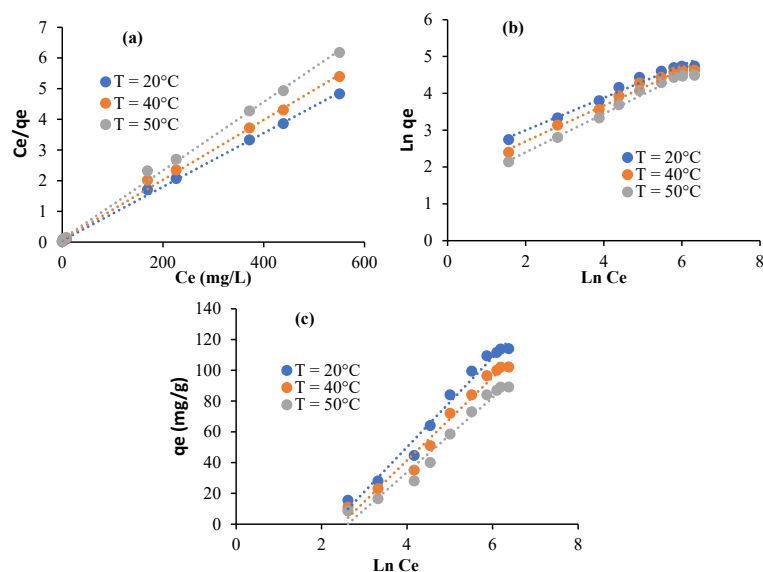 (a)
7
6
5
4
3
2
1
0
Ce/qe
T = 20°C
T = 40°C
T = 50°C
0 200 400 600
Ce (mg/L)
(b)
6
5
4
3
2
1
0
Ln qe
T = 20°C
T = 40°C
T = 50°C
0 2 4 6 8
Ln Ce
(c)
140
120
100
80
60
40
20
0
qe (mg/g)
T = 20°C
T = 40°C
T = 50°C
0 2 4 6 8
Ln Ce